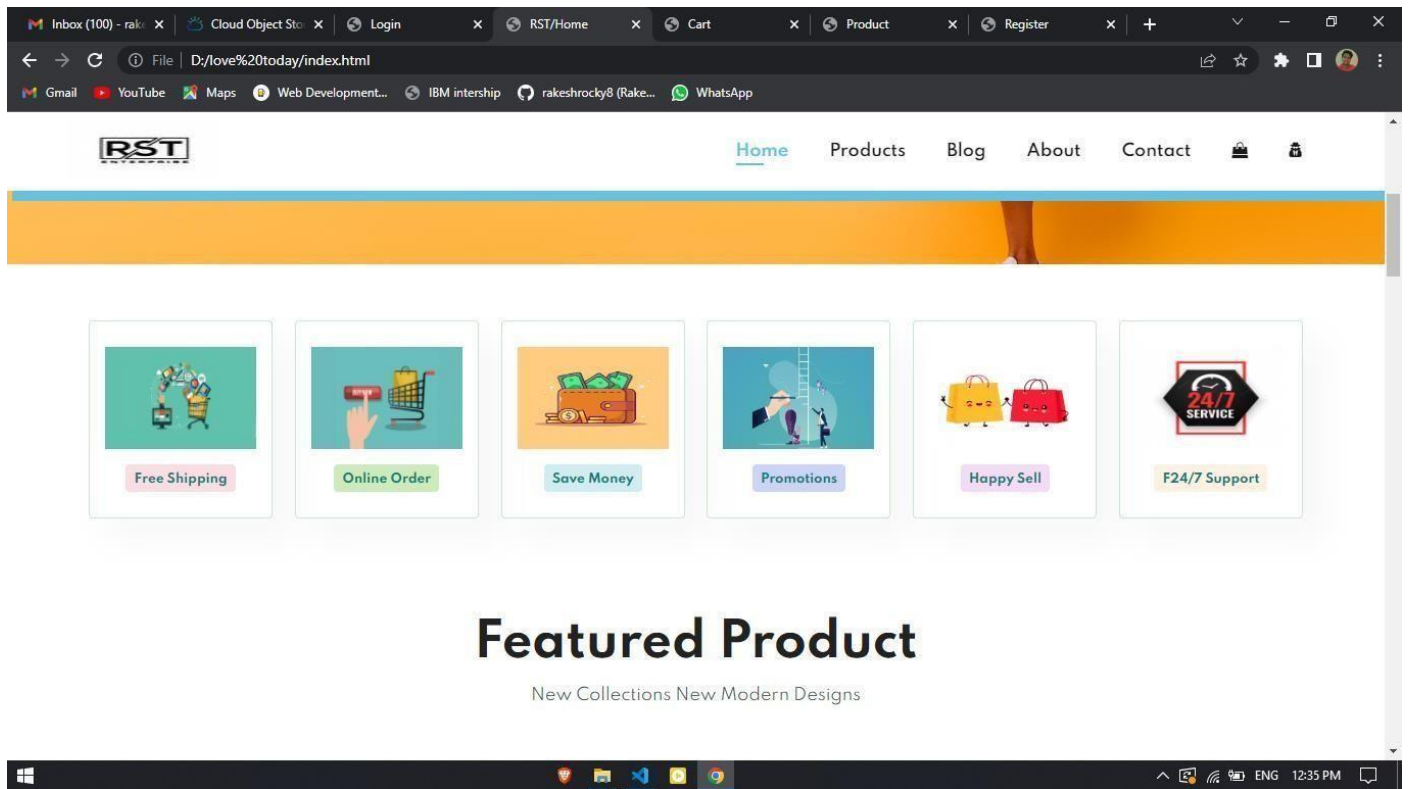 Inbox (100) - rak
Cloud Object Sto
Login
RST/Home
Cart
Product
Register
File D:/love%20today/index.html
Gmail YouTube Maps Web Development... IBM intership rakeshrocky8 (Rake... WhatsApp
RST
ENTERPRISE
Home Products Blog About Contact
24/7
SERVICE
Free Shipping Online Order Save Money Promotions Happy Sell F24/7 Support
Featured Product
New Collections New Modern Designs
ENG 12:35 PM